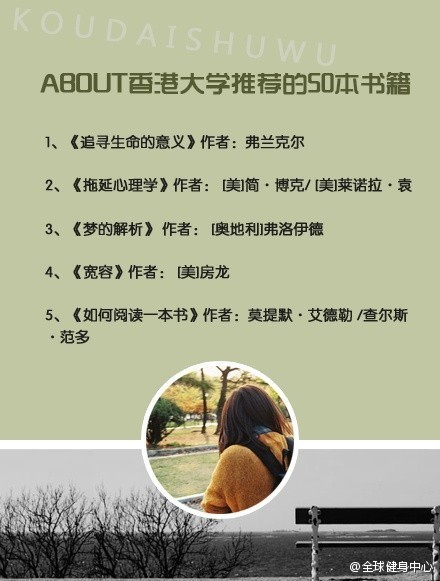 KOUDAISHUWU
ABOUT香港大学推荐的50本书籍
1、《追寻生命的意义》作者：弗兰克尔
2、《拖延心理学》作者： [美]简·博克/ [美]莱诺拉·袁
3、《梦的解析》 作者： [奥地利]弗洛伊德
4、《宽容》作者： [美]房龙
5、《如何阅读一本书》作者：莫提默·艾德勒 /查尔斯
·范多
@全球健身中心